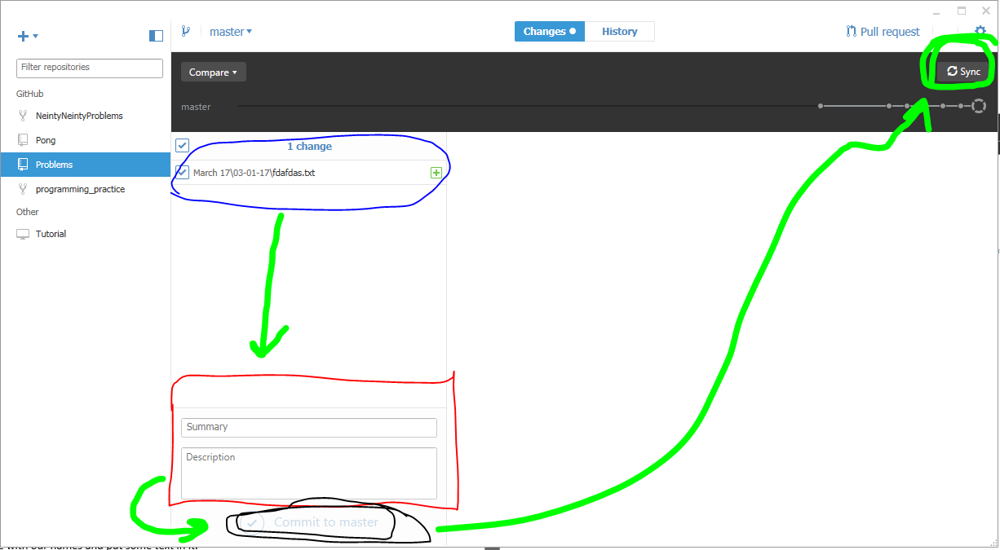 master
Changes
History
Pull request
Filter repositories
Compare
Sync
GitHub
master
NeintyNeintyProblems
Pong
1 change
Problems
March 17\03-01-17\fdafdas.txt
programming_practice
Other
Tutorial
Summary
Description
Commit to master
with our names and put some text in it.